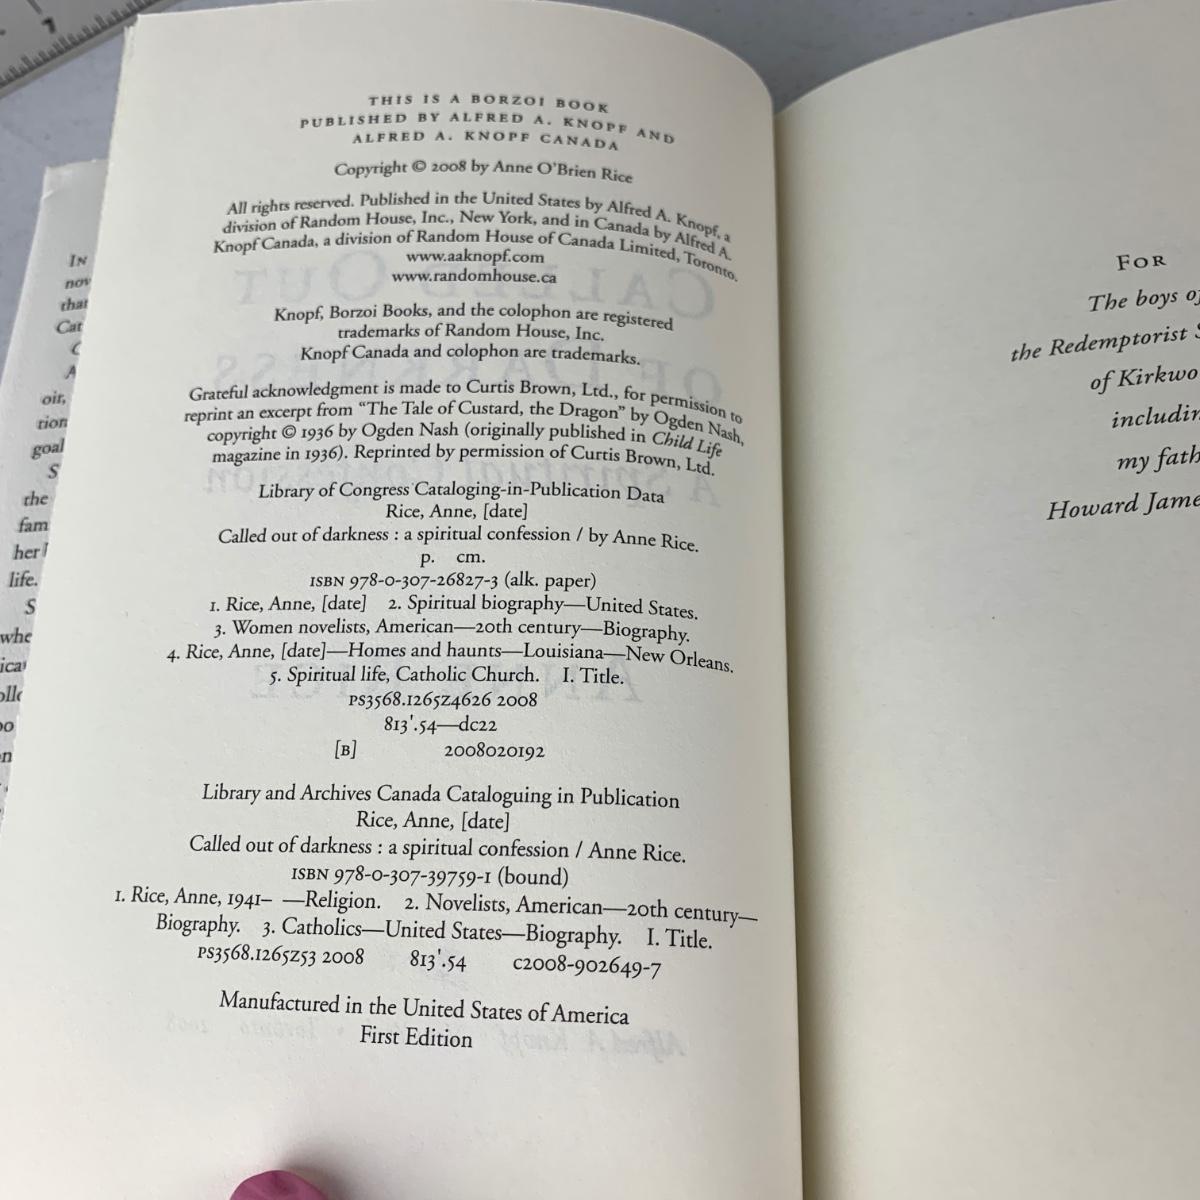 THIS IS A BORZOI BOOK
PUBLISHED BY ALFRED A. KNOPF AND
ALFRED A. KNOPF CANADA
Copyright © 2008 by Anne O'Brien Rice
All rights reserved. Published in the United States by Alfred A. Knopf, a
division of Random House, Inc., New York, and in Canada by Alfred A.
Knopf Canada, a division of Random House of Canada Limited, Toronto.
www.aaknopf.com
www.randomhouse.ca
Knopf, Borzoi Books, and the colophon are registered
trademarks of Random House, Inc.
Knopf Canada and colophon are trademarks.
Grateful acknowledgment is made to Curtis Brown, Ltd., for permission to
reprint an excerpt from “The Tale of Custard, the Dragon” by Ogden Nash,
copyright © 1936 by Ogden Nash (originally published in Child Life
magazine in 1936). Reprinted by permission of Curtis Brown, Ltd.
Library of Congress Cataloging-in-Publication Data
Rice, Anne, [date]
Called out of darkness : a spiritual confession / by Anne Rice.
p. cm.
ISBN 978-0-307-26827-3 (alk. paper)
1. Rice, Anne, [date] 2. Spiritual biography—United States.
3. Women novelists, American—20th century—Biography.
4. Rice, Anne, [date]—Homes and haunts—Louisiana—New Orleans.
5. Spiritual life, Catholic Church. I. Title.
PS3568.I265Z4626 2008
813'.54—dc22
[B] 2008020192
Library and Archives Canada Cataloguing in Publication
Rice, Anne, [date]
Called out of darkness : a spiritual confession / Anne Rice.
ISBN 978-0-307-39759-1 (bound)
1. Rice, Anne, 1941– —Religion. 2. Novelists, American—20th century—
Biography. 3. Catholics—United States—Biography. I. Title.
PS3568.I265Z53 2008 813'.54 C2008-902649-7
Manufactured in the United States of America
First Edition
FOR
The boys of
the Redemptorist S
of Kirkwo
includin
my fath
Howard Jame
IN
nov
that
Cat
C
A
oir,
tion
goal
S
the
fam
her
life.
S
whe